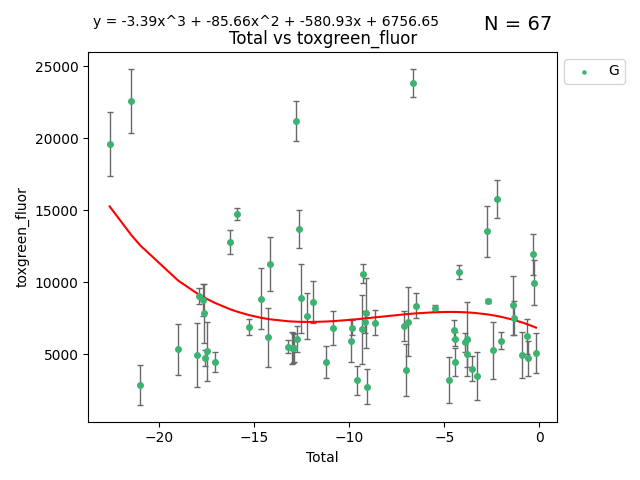 y = -3.39x^3 + -85.66x^2 + -580.93x + 6756.65
N = 67
Total vs toxgreen_fluor
G
toxgreen_fluor
25000
20000
15000
10000
5000
−20
−15
−10
−5
0
Total